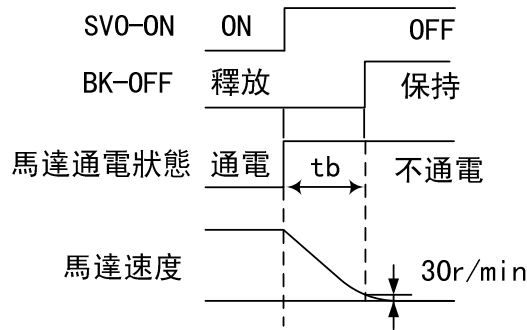 SVO-ON ON OFF
BK-OFF 釋放 保持
馬達通電狀態 通電 tb 不通電
馬達速度 30r/min